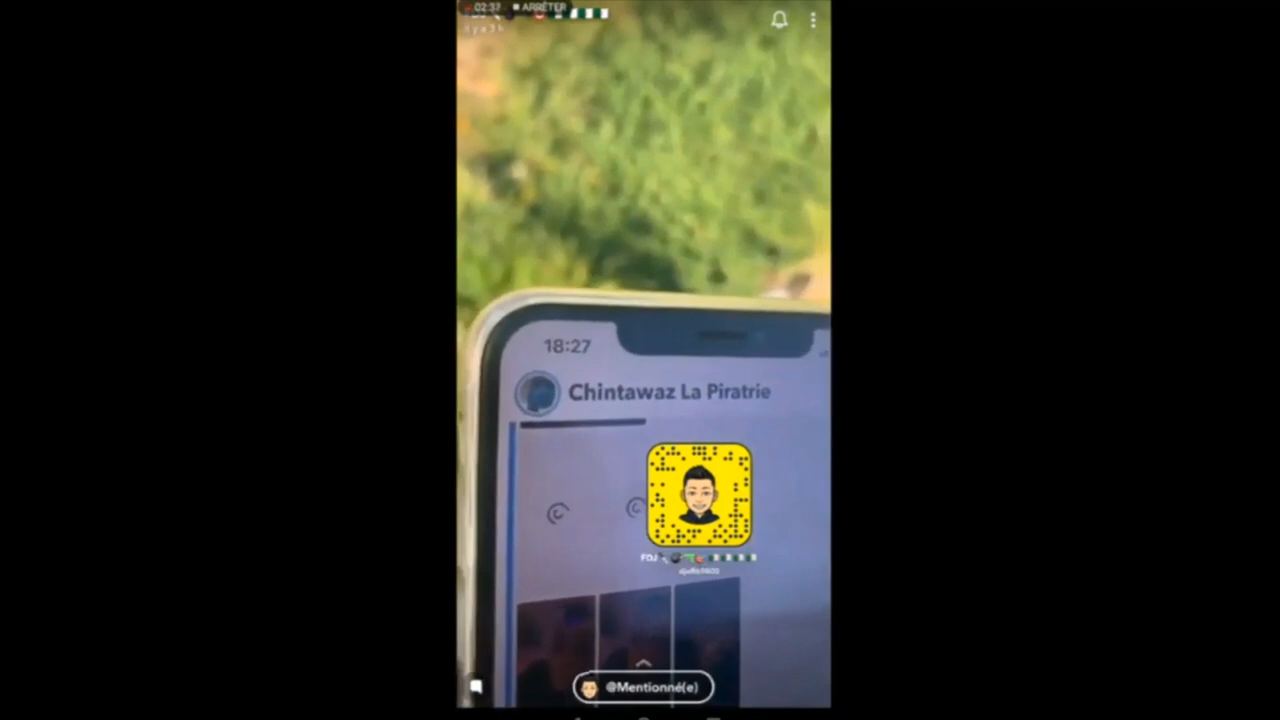 02:37 ARRÊTER
18:27
Chintawaz La Piratrie
FDJ
@Mentionné(e)